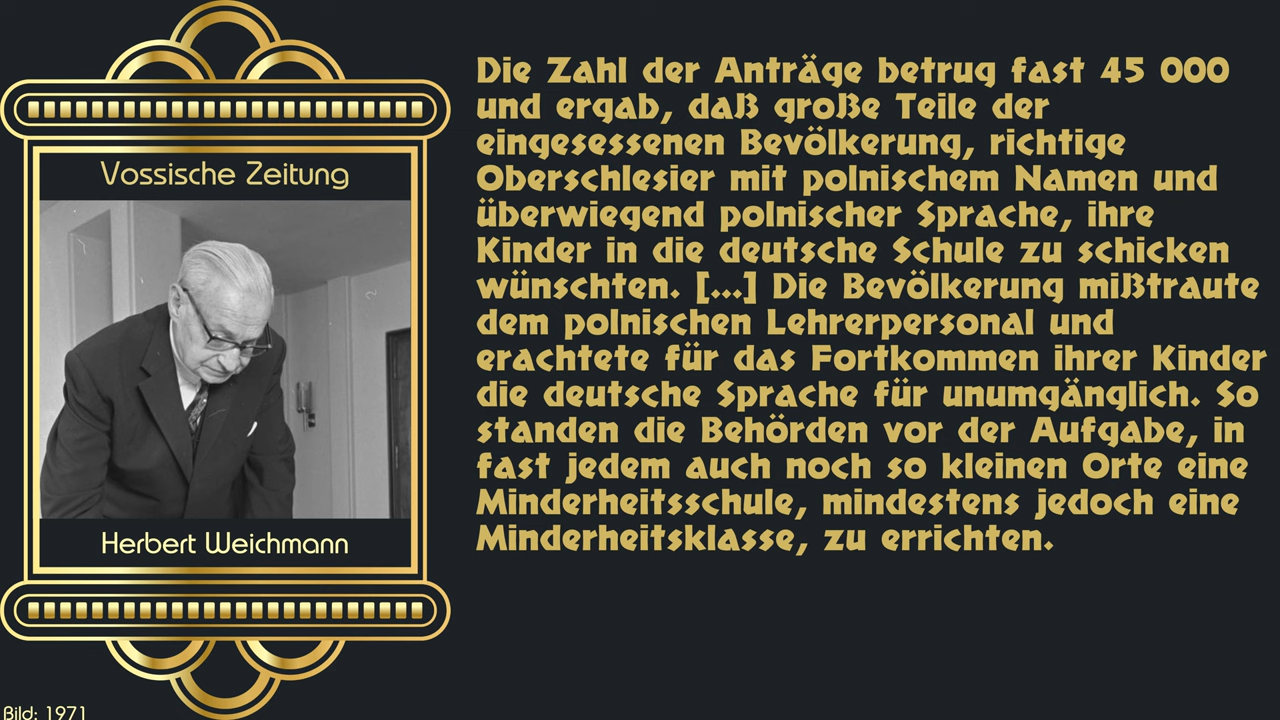 Vossische Zeitung
Herbert Weichmann
Bild: 1971
Die Zahl der Anträge betrug fast 45 000
und ergab, daß große Teile der
eingesessenen Bevölkerung, richtige
Oberschlesier mit polnischem Namen und
überwiegend polnischer Sprache, ihre
Kinder in die deutsche Schule zu schicken
wünschten. [...] Die Bevölkerung mißtraute
dem polnischen Lehrerpersonal und
erachtete für das Fortkommen ihrer Kinder
die deutsche Sprache für unumgänglich. So
standen die Behörden vor der Aufgabe, in
fast jedem auch noch so kleinen Orte eine
Minderheitsschule, mindestens jedoch eine
Minderheitsklasse, zu errichten.